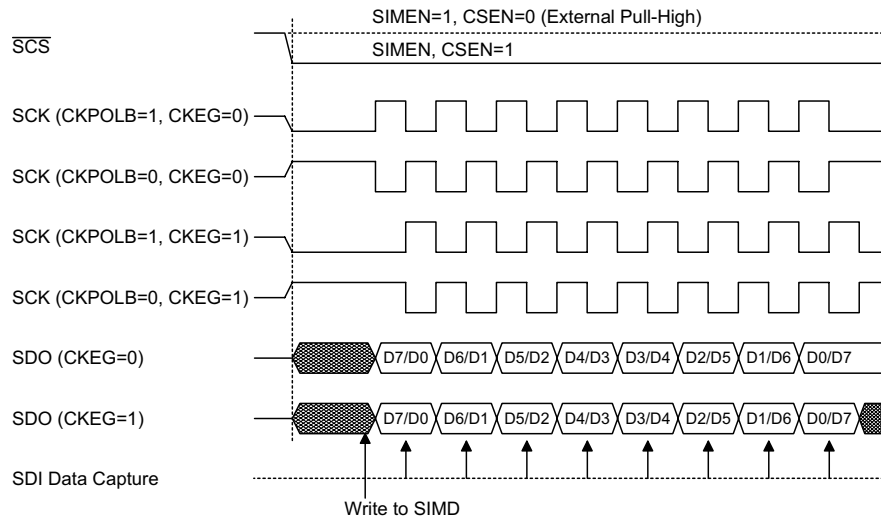 SIMEN=1, CSEN=0 (External Pull-High)
SCS
SIMEN, CSEN=1
SCK (CKPOLB=1, CKEG=0)
SCK (CKPOLB=0, CKEG=0)
SCK (CKPOLB=1, CKEG=1)
SCK (CKPOLB=0, CKEG=1)
SDO (CKEG=0) D7/D0 D6/D1 D5/D2 D4/D3 D3/D4 D2/D5 D1/D6 D0/D7
SDO (CKEG=1) D7/D0 D6/D1 D5/D2 D4/D3 D3/D4 D2/D5 D1/D6 D0/D7
SDI Data Capture
Write to SIMD